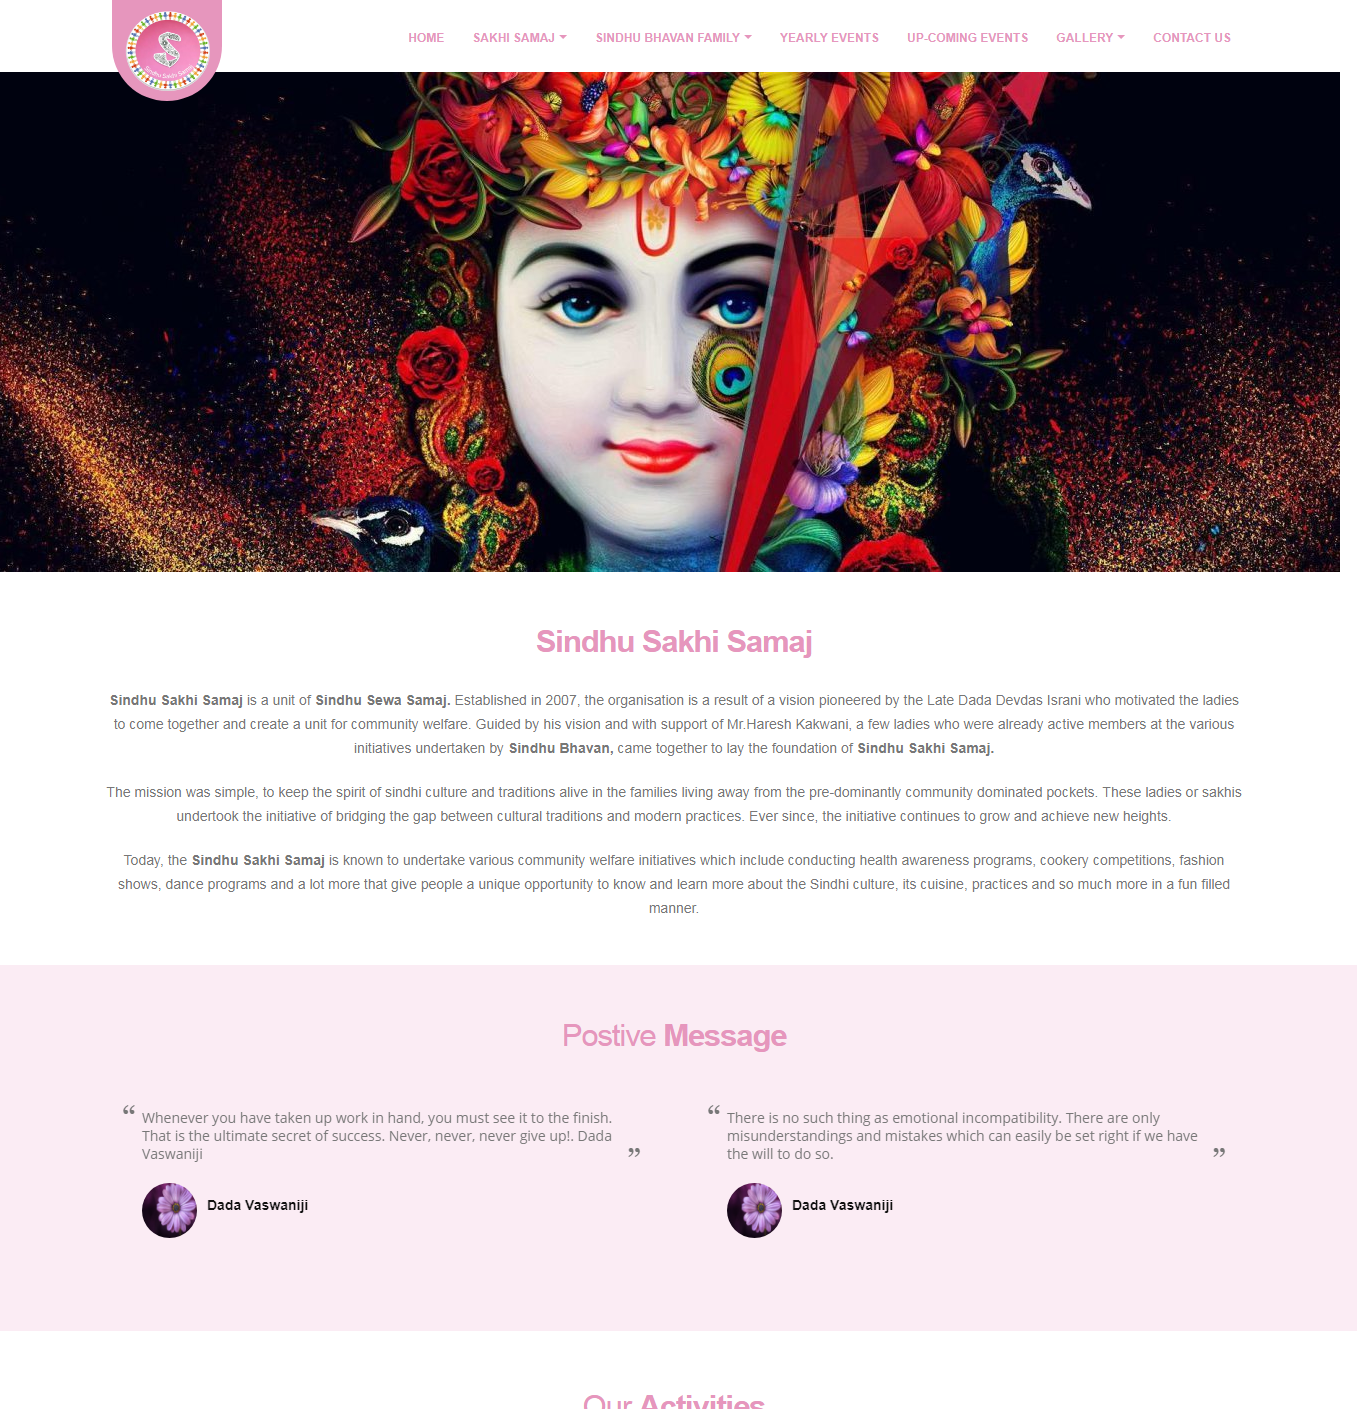 HOME SAKHI SAMAJ SINDHU BHAVAN FAMILY YEARLY EVENTS UP-COMING EVENTS GALLERY CONTACT US
Sindhu Sakhi Samaj
Sindhu Sakhi Samaj
Sindhu Sakhi Samaj is a unit of Sindhu Sewa Samaj. Established in 2007, the organisation is a result of a vision pioneered by the Late Dada Devdas Israni who motivated the ladies
to come together and create a unit for community welfare. Guided by his vision and with support of Mr.Haresh Kakwani, a few ladies who were already active members at the various
initiatives undertaken by Sindhu Bhavan, came together to lay the foundation of Sindhu Sakhi Samaj.
The mission was simple, to keep the spirit of sindhi culture and traditions alive in the families living away from the pre-dominantly community dominated pockets. These ladies or sakhis
undertook the initiative of bridging the gap between cultural traditions and modern practices. Ever since, the initiative continues to grow and achieve new heights.
Today, the Sindhu Sakhi Samaj is known to undertake various community welfare initiatives which include conducting health awareness programs, cookery competitions, fashion
shows, dance programs and a lot more that give people a unique opportunity to know and learn more about the Sindhi culture, its cuisine, practices and so much more in a fun filled
manner.
Postive Message
“ Whenever you have taken up work in hand, you must see it to the finish.
That is the ultimate secret of success. Never, never, never give up!. Dada
Vaswaniji ”
Dada Vaswaniji
“ There is no such thing as emotional incompatibility. There are only
misunderstandings and mistakes which can easily be set right if we have
the will to do so. ”
Dada Vaswaniji
Our Activities